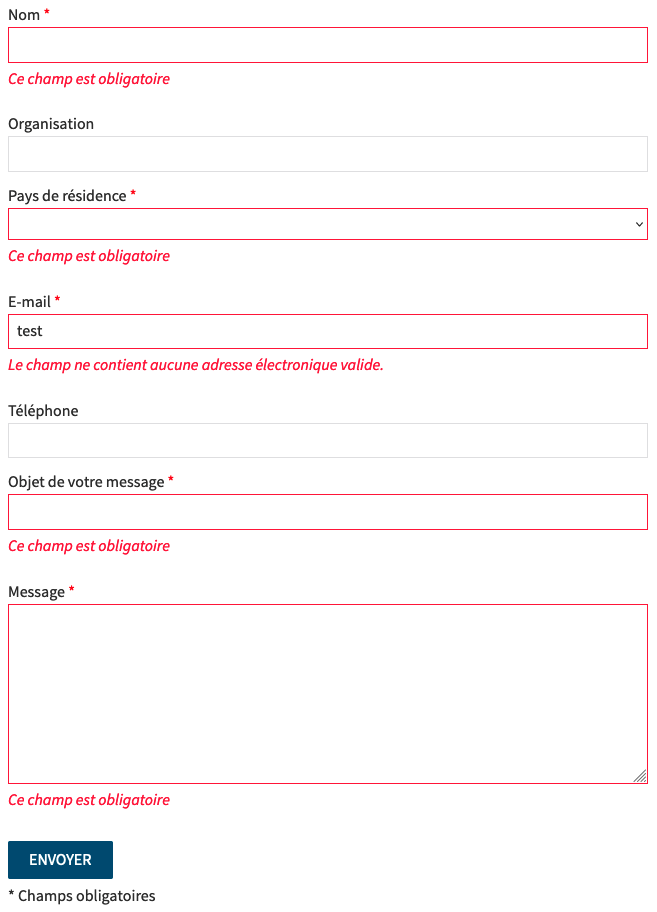 Nom *
Ce champ est obligatoire
Organisation
Pays de résidence *
Ce champ est obligatoire
E-mail *
test
Le champ ne contient aucune adresse électronique valide.
Téléphone
Objet de votre message *
Ce champ est obligatoire
Message *
Ce champ est obligatoire
ENVOYER
* Champs obligatoires